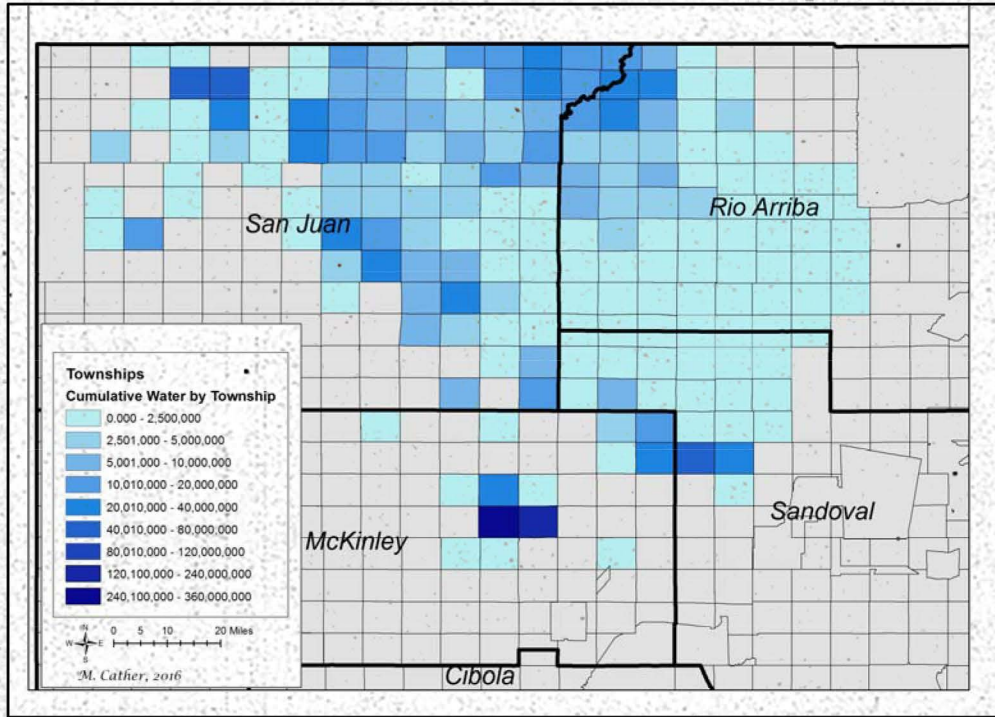 San Juan
Rio Arriba
Townships
Cumulative Water by Township
0.000 - 2,500,000
2,501,000 - 5,000,000
5,001,000 - 10,000,000
10,010,000 - 20,000,000
20,010,000 - 40,000,000
40,010,000 - 80,000,000
80,010,000 - 120,000,000
120,100,000 - 240,000,000
240,100,000 - 360,000,000
McKinley
Sandoval
N
W E
S
0 5 10 20 Miles
M. Cather, 2016
Cibola